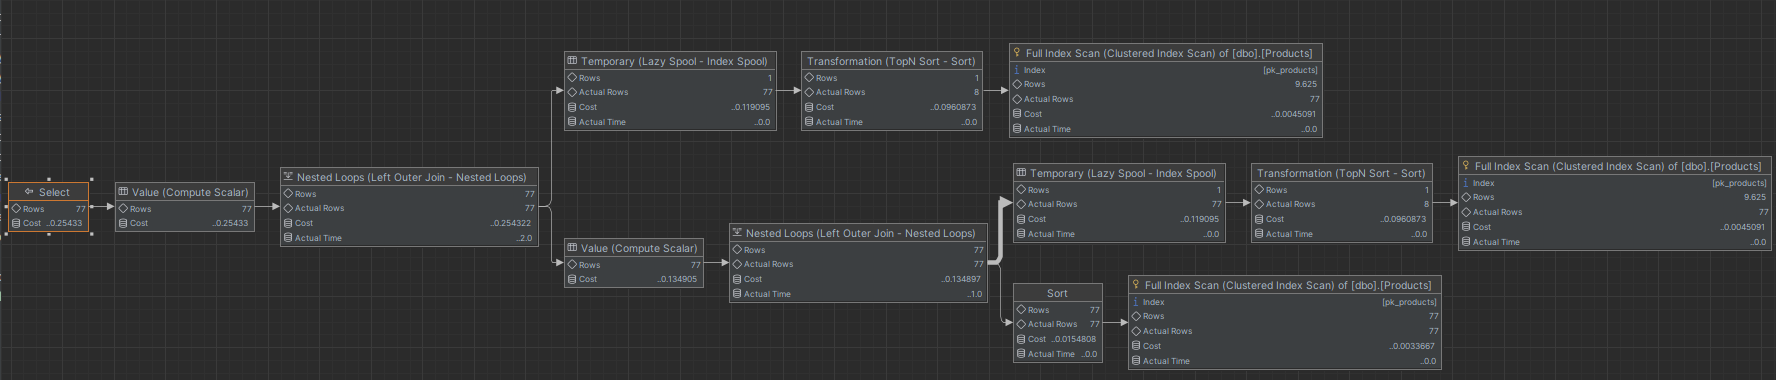 Select
Rows 77
Cost ..0.25433
Value (Compute Scalar)
Rows 77
Cost ..0.25433
Nested Loops (Left Outer Join - Nested Loops)
Rows 77
Actual Rows 77
Cost ..0.254322
Actual Time ..2.0
Temporary (Lazy Spool - Index Spool)
Rows 1
Actual Rows 77
Cost ..0.119095
Actual Time ..0.0
Transformation (TopN Sort - Sort)
Rows 1
Actual Rows 8
Cost ..0.0960873
Actual Time ..0.0
Full Index Scan (Clustered Index Scan) of [dbo].[Products]
Index [pk_products]
Rows 9.625
Actual Rows 77
Cost ..0.0045091
Actual Time ..0.0
Value (Compute Scalar)
Rows 77
Cost ..0.134905
Nested Loops (Left Outer Join - Nested Loops)
Rows 77
Actual Rows 77
Cost ..0.134897
Actual Time ..1.0
Temporary (Lazy Spool - Index Spool)
Rows 1
Actual Rows 77
Cost ..0.119095
Actual Time ..0.0
Transformation (TopN Sort - Sort)
Rows 1
Actual Rows 8
Cost ..0.0960873
Actual Time ..0.0
Full Index Scan (Clustered Index Scan) of [dbo].[Products]
Index [pk_products]
Rows 9.625
Actual Rows 77
Cost ..0.0045091
Actual Time ..0.0
Sort
Rows 77
Actual Rows 77
Cost ..0.0154808
Actual Time ..0.0
Full Index Scan (Clustered Index Scan) of [dbo].[Products]
Index [pk_products]
Rows 77
Actual Rows 77
Cost ..0.0033667
Actual Time ..0.0